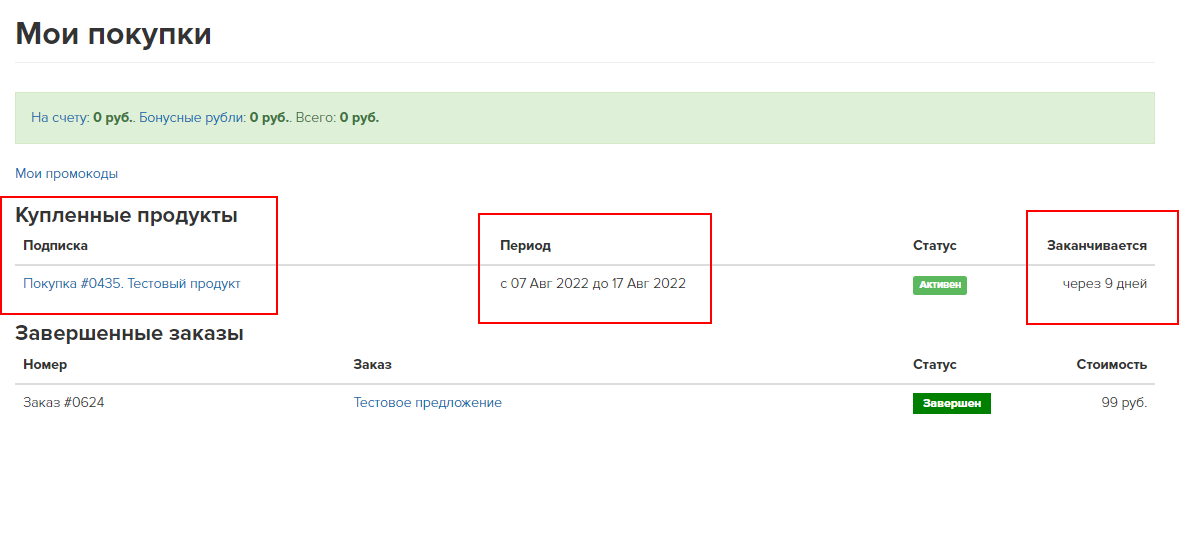 Мои покупки
На счету: 0 руб.. Бонусные рубли: 0 руб.. Всего: 0 руб.
Мои промокоды
Купленные продукты
Подписка Период Статус Заканчивается
Покупка #0435. Тестовый продукт с 07 Авг 2022 до 17 Авг 2022 Активен через 9 дней
Завершенные заказы
Номер Заказ Статус Стоимость
Заказ #0624 Тестовое предложение Завершен 99 руб.